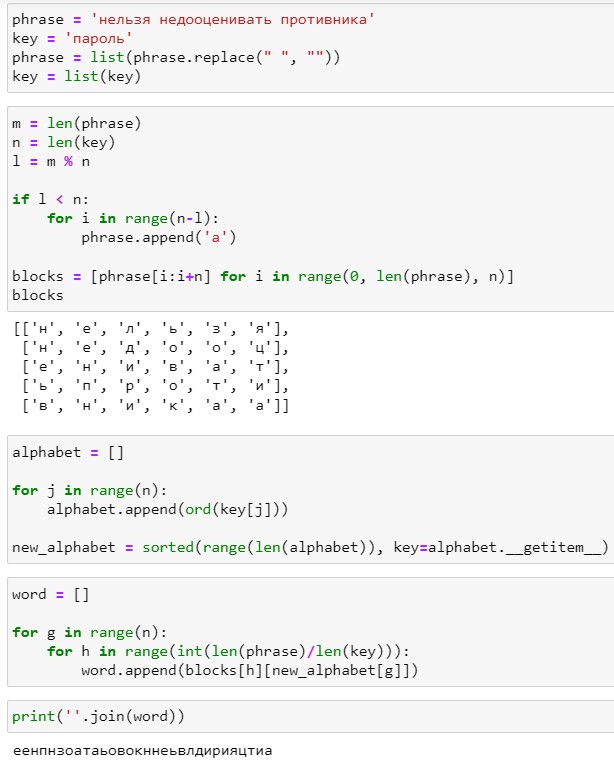 phrase = 'нельзя недооценивать противника'
key = 'пароль'
phrase = list(phrase.replace(" ", ""))
key = list(key)
m = len(phrase)
n = len(key)
l = m % n
if l < n:
    for i in range(n-l):
        phrase.append('а')
blocks = [phrase[i:i+n] for i in range(0, len(phrase), n)]
blocks
[['н', 'е', 'л', 'ь', 'з', 'я'],
 ['н', 'е', 'д', 'о', 'о', 'ц'],
 ['е', 'н', 'и', 'в', 'а', 'т'],
 ['ь', 'п', 'р', 'о', 'т', 'и'],
 ['в', 'н', 'и', 'к', 'а', 'а']]
alphabet = []
for j in range(n):
    alphabet.append(ord(key[j]))
new_alphabet = sorted(range(len(alphabet)), key=alphabet.__getitem__)
word = []
for g in range(n):
    for h in range(int(len(phrase)/len(key))):
        word.append(blocks[h][new_alphabet[g]])
print(''.join(word))
еенпнзоатаьовокннеьвлдирияцтиа